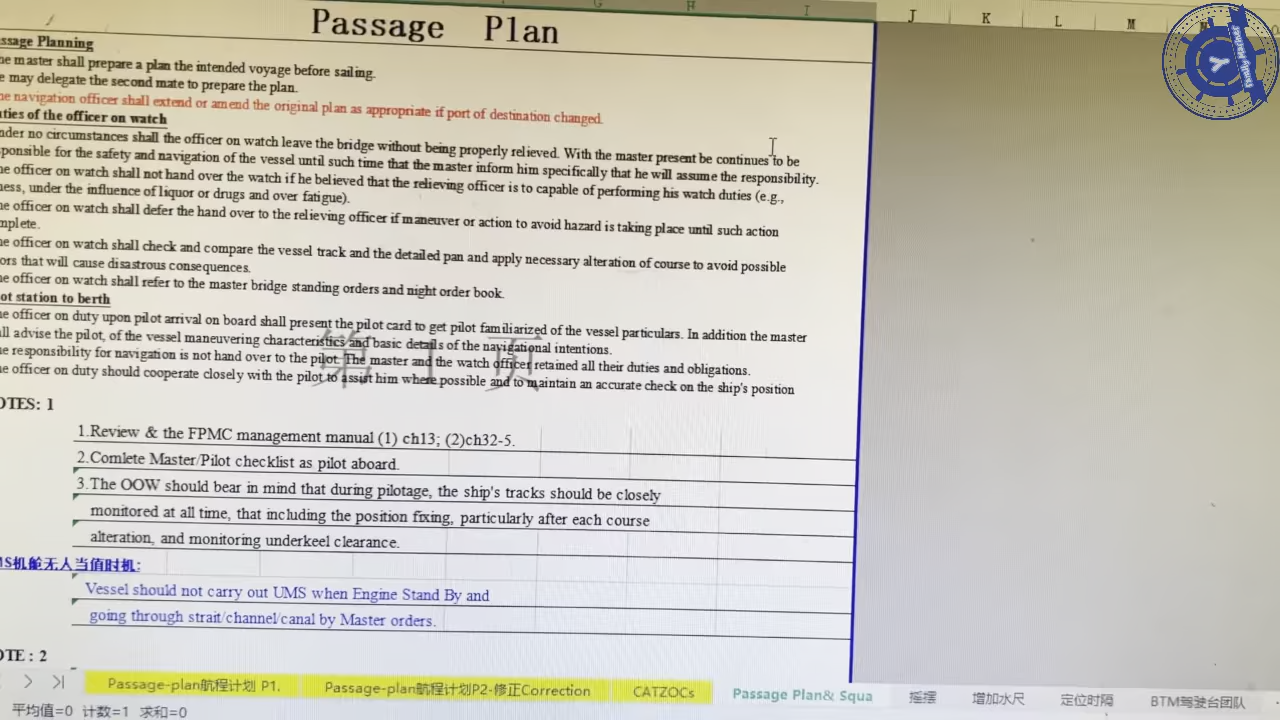 G H I
J K L M
Passage Plan
ssage Planning
he master shall prepare a plan the intended voyage before sailing.
e may delegate the second mate to prepare the plan.
he navigation officer shall extend or amend the original plan as appropriate if port of destination changed.
uties of the officer on watch
nder no circumstances shall the officer on watch leave the bridge without being properly relieved. With the master present be continues to be
ponsible for the safety and navigation of the vessel until such time that the master inform him specifically that he will assume the responsibility.
he officer on watch shall not hand over the watch if he believed that the relieving officer is to capable of performing his watch duties (e.g.,
ness, under the influence of liquor or drugs and over fatigue).
he officer on watch shall defer the hand over to the relieving officer if maneuver or action to avoid hazard is taking place until such action
mplete.
he officer on watch shall check and compare the vessel track and the detailed pan and apply necessary alteration of course to avoid possible
ors that will cause disastrous consequences.
he officer on watch shall refer to the master bridge standing orders and night order book.
ot station to berth
he officer on duty upon pilot arrival on board shall present the pilot card to get pilot familiarized of the vessel particulars. In addition the master
ll advise the pilot, of the vessel maneuvering characteristics and basic details of the navigational intentions.
he responsibility for navigation is not hand over to the pilot. The master and the watch officer retained all their duties and obligations.
he officer on duty should cooperate closely with the pilot to assist him where possible and to maintain an accurate check on the ship's position
第 1 页
OTES: 1
1.Review & the FPMC management manual (1) ch13; (2)ch32-5.
2.Comlete Master/Pilot checklist as pilot aboard.
3.The OOW should bear in mind that during pilotage, the ship's tracks should be closely
monitored at all time, that including the position fixing, particularly after each course
alteration, and monitoring underkeel clearance.
MS机舱无人当值时机:
Vessel should not carry out UMS when Engine Stand By and
going through strait/channel/canal by Master orders.
OTE : 2
Passage-plan航程计划 P1. Passage-plan航程计划P2-修正Correction CATZOCs Passage Plan& Squa 摇摆 增加水尺 定位时隔 BTM驾驶台团队
平均值=0 计数=1 求和=0